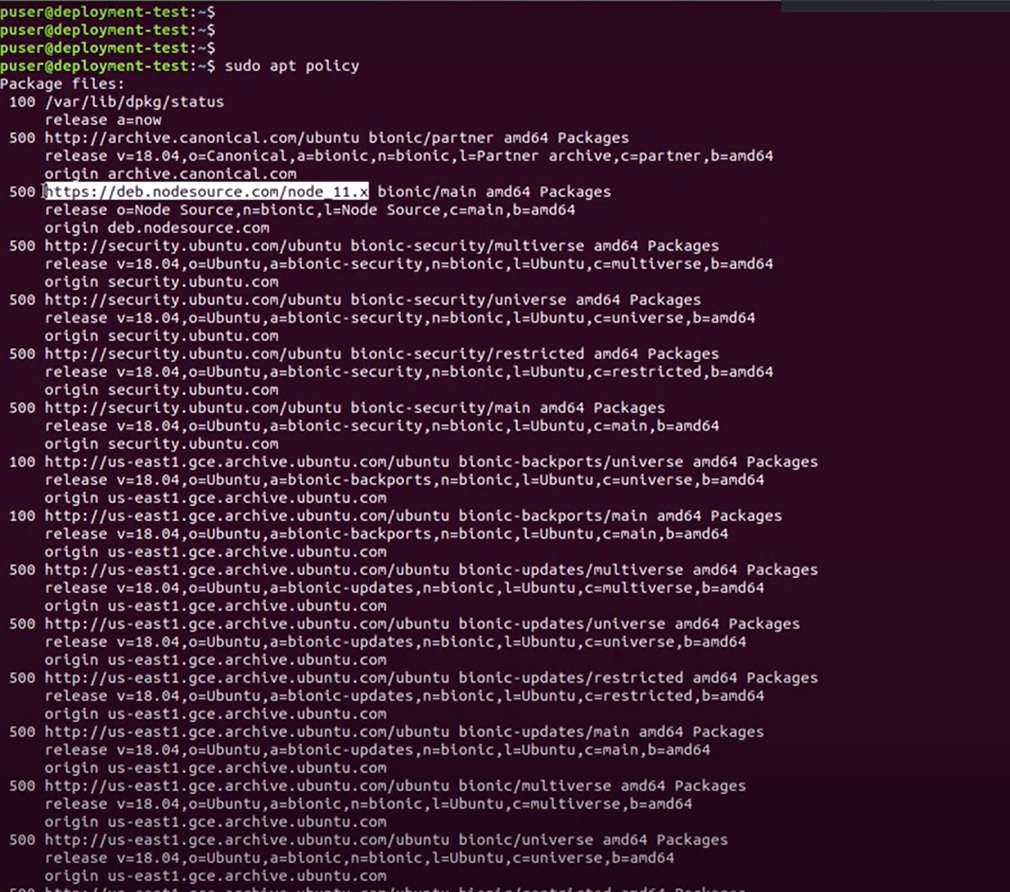 puser@deployment-test:~$
puser@deployment-test:~$
puser@deployment-test:~$
puser@deployment-test:~$ sudo apt policy
Package files:
100 /var/lib/dpkg/status
release a=now
500 http://archive.canonical.com/ubuntu bionic/partner amd64 Packages
release v=18.04,o=Canonical,a=bionic,n=bionic,l=Partner archive,c=partner,b=amd64
origin archive.canonical.com
500 https://deb.nodesource.com/node_11.x bionic/main amd64 Packages
release o=Node Source,n=bionic,l=Node Source,c=main,b=amd64
origin deb.nodesource.com
500 http://security.ubuntu.com/ubuntu bionic-security/multiverse amd64 Packages
release v=18.04,o=Ubuntu,a=bionic-security,n=bionic,l=Ubuntu,c=multiverse,b=amd64
origin security.ubuntu.com
500 http://security.ubuntu.com/ubuntu bionic-security/universe amd64 Packages
release v=18.04,o=Ubuntu,a=bionic-security,n=bionic,l=Ubuntu,c=universe,b=amd64
origin security.ubuntu.com
500 http://security.ubuntu.com/ubuntu bionic-security/restricted amd64 Packages
release v=18.04,o=Ubuntu,a=bionic-security,n=bionic,l=Ubuntu,c=restricted,b=amd64
origin security.ubuntu.com
500 http://security.ubuntu.com/ubuntu bionic-security/main amd64 Packages
release v=18.04,o=Ubuntu,a=bionic-security,n=bionic,l=Ubuntu,c=main,b=amd64
origin security.ubuntu.com
100 http://us-east1.gce.archive.ubuntu.com/ubuntu bionic-backports/universe amd64 Packages
release v=18.04,o=Ubuntu,a=bionic-backports,n=bionic,l=Ubuntu,c=universe,b=amd64
origin us-east1.gce.archive.ubuntu.com
100 http://us-east1.gce.archive.ubuntu.com/ubuntu bionic-backports/main amd64 Packages
release v=18.04,o=Ubuntu,a=bionic-backports,n=bionic,l=Ubuntu,c=main,b=amd64
origin us-east1.gce.archive.ubuntu.com
500 http://us-east1.gce.archive.ubuntu.com/ubuntu bionic-updates/multiverse amd64 Packages
release v=18.04,o=Ubuntu,a=bionic-updates,n=bionic,l=Ubuntu,c=multiverse,b=amd64
origin us-east1.gce.archive.ubuntu.com
500 http://us-east1.gce.archive.ubuntu.com/ubuntu bionic-updates/universe amd64 Packages
release v=18.04,o=Ubuntu,a=bionic-updates,n=bionic,l=Ubuntu,c=universe,b=amd64
origin us-east1.gce.archive.ubuntu.com
500 http://us-east1.gce.archive.ubuntu.com/ubuntu bionic-updates/restricted amd64 Packages
release v=18.04,o=Ubuntu,a=bionic-updates,n=bionic,l=Ubuntu,c=restricted,b=amd64
origin us-east1.gce.archive.ubuntu.com
500 http://us-east1.gce.archive.ubuntu.com/ubuntu bionic-updates/main amd64 Packages
release v=18.04,o=Ubuntu,a=bionic-updates,n=bionic,l=Ubuntu,c=main,b=amd64
origin us-east1.gce.archive.ubuntu.com
500 http://us-east1.gce.archive.ubuntu.com/ubuntu bionic/multiverse amd64 Packages
release v=18.04,o=Ubuntu,a=bionic,n=bionic,l=Ubuntu,c=multiverse,b=amd64
origin us-east1.gce.archive.ubuntu.com
500 http://us-east1.gce.archive.ubuntu.com/ubuntu bionic/universe amd64 Packages
release v=18.04,o=Ubuntu,a=bionic,n=bionic,l=Ubuntu,c=universe,b=amd64
origin us-east1.gce.archive.ubuntu.com